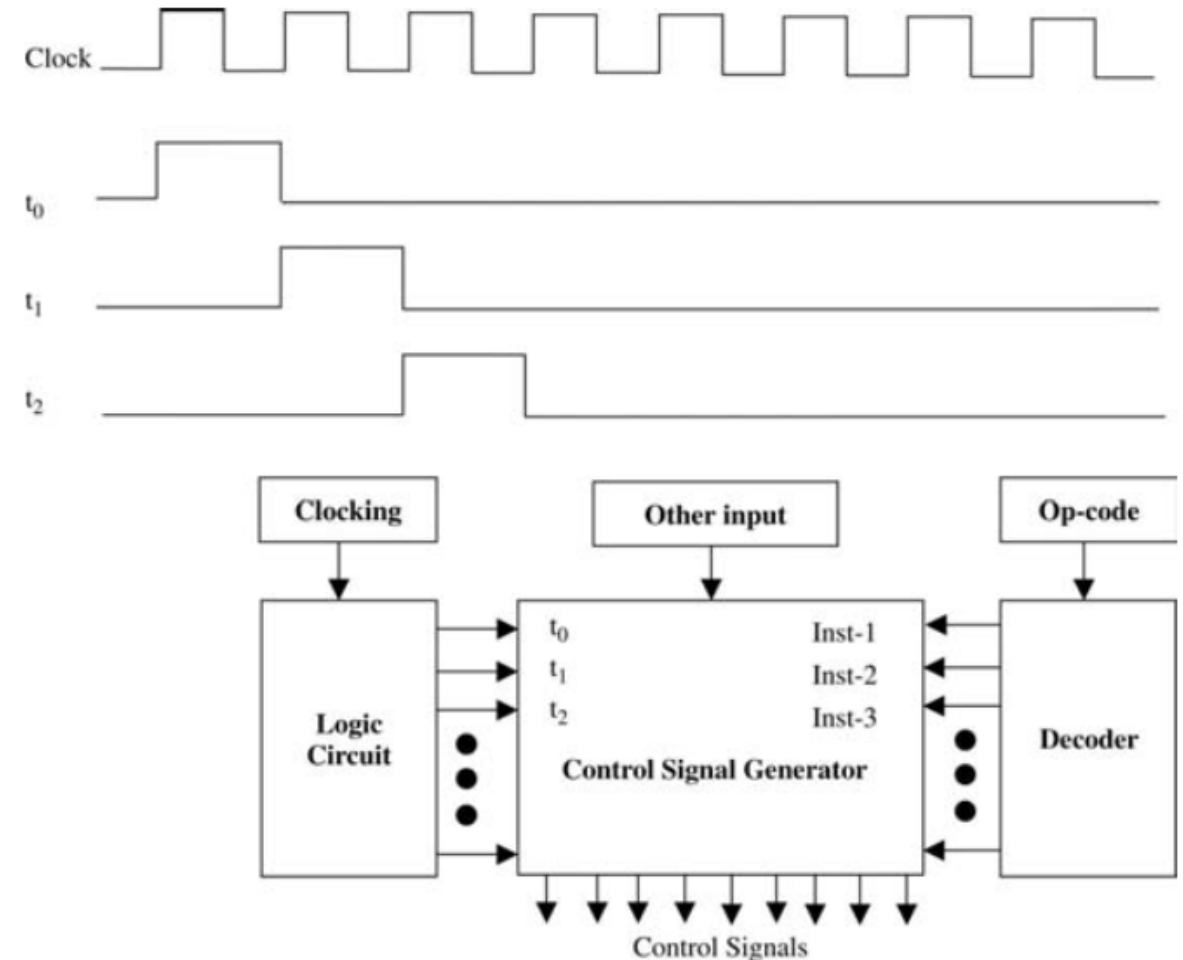 Clock
t₀
t₁
t₂
Clocking
Other input
Op-code
t₀
Inst-1
t₁
Inst-2
t₂
Inst-3
Logic
Circuit
Control Signal Generator
Decoder
Control Signals